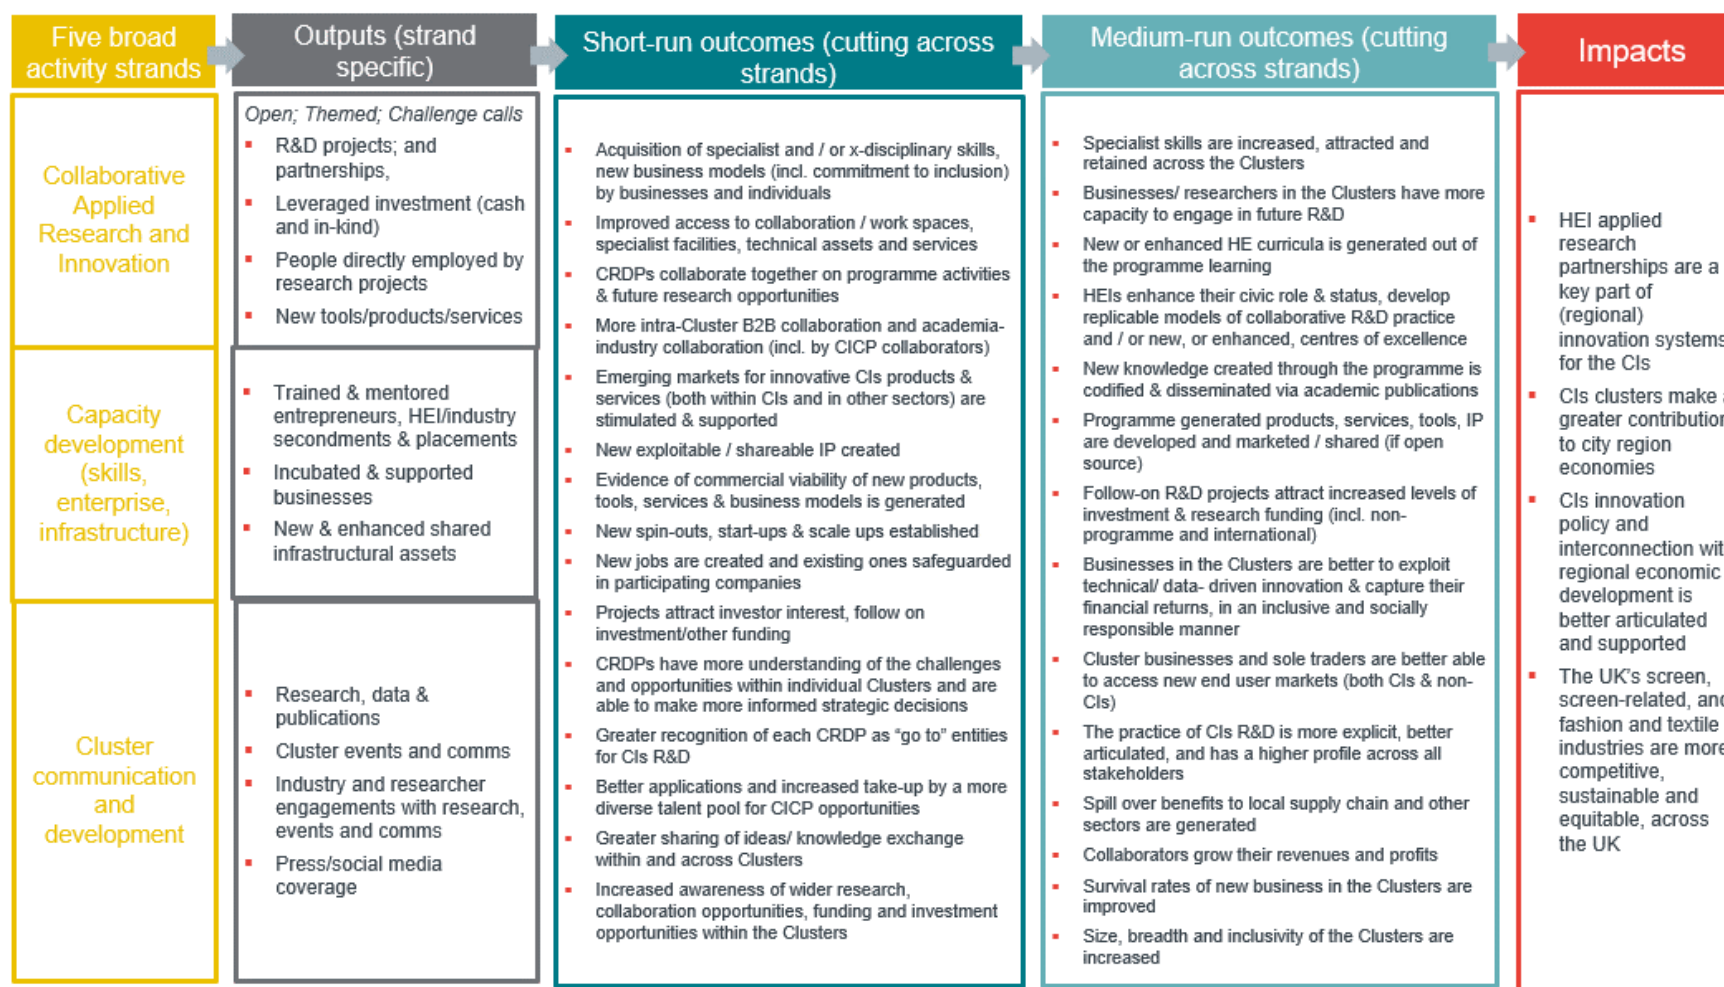 Five broad
activity strands
Outputs (strand
specific)
Short-run outcomes (cutting across
strands)
Medium-run outcomes (cutting
across strands)
Impacts
Collaborative
Applied
Research and
Innovation
Capacity
development
(skills,
enterprise,
infrastructure)
Cluster
communication
and
development
Open; Themed; Challenge calls
R&D projects; and
partnerships,
Leveraged investment (cash
and in-kind)
People directly employed by
research projects
New tools/products/services
Trained & mentored
entrepreneurs, HEI/industry
secondments & placements
Incubated & supported
businesses
New & enhanced shared
infrastructural assets
Research, data &
publications
Cluster events and comms
Industry and researcher
engagements with research,
events and comms
Press/social media
coverage
Acquisition of specialist and / or x-disciplinary skills,
new business models (incl. commitment to inclusion)
by businesses and individuals
Improved access to collaboration / work spaces,
specialist facilities, technical assets and services
CRDPs collaborate together on programme activities
& future research opportunities
More intra-Cluster B2B collaboration and academia-
industry collaboration (incl. by CICP collaborators)
Emerging markets for innovative CIs products &
services (both within CIs and in other sectors) are
stimulated & supported
New exploitable / shareable IP created
Evidence of commercial viability of new products,
tools, services & business models is generated
New spin-outs, start-ups & scale ups established
New jobs are created and existing ones safeguarded
in participating companies
Projects attract investor interest, follow on
investment/other funding
CRDPs have more understanding of the challenges
and opportunities within individual Clusters and are
able to make more informed strategic decisions
Greater recognition of each CRDP as “go to” entities
for CIs R&D
Better applications and increased take-up by a more
diverse talent pool for CICP opportunities
Greater sharing of ideas/ knowledge exchange
within and across Clusters
Increased awareness of wider research,
collaboration opportunities, funding and investment
opportunities within the Clusters
Specialist skills are increased, attracted and
retained across the Clusters
Businesses/ researchers in the Clusters have more
capacity to engage in future R&D
New or enhanced HE curricula is generated out of
the programme learning
HEIs enhance their civic role & status, develop
replicable models of collaborative R&D practice
and / or new, or enhanced, centres of excellence
New knowledge created through the programme is
codified & disseminated via academic publications
Programme generated products, services, tools, IP
are developed and marketed / shared (if open
source)
Follow-on R&D projects attract increased levels of
investment & research funding (incl. non-
programme and international)
Businesses in the Clusters are better to exploit
technical/ data- driven innovation & capture their
financial returns, in an inclusive and socially
responsible manner
Cluster businesses and sole traders are better able
to access new end user markets (both CIs & non-
CIs)
The practice of CIs R&D is more explicit, better
articulated, and has a higher profile across all
stakeholders
Spill over benefits to local supply chain and other
sectors are generated
Collaborators grow their revenues and profits
Survival rates of new business in the Clusters are
improved
Size, breadth and inclusivity of the Clusters are
increased
HEI applied
research
partnerships are a
key part of
(regional)
innovation systems
for the CIs
CIs clusters make
greater contribution
to city region
economies
CIs innovation
policy and
interconnection wit
regional economic
development is
better articulated
and supported
The UK’s screen,
screen-related, and
fashion and textile
industries are more
competitive,
sustainable and
equitable, across
the UK